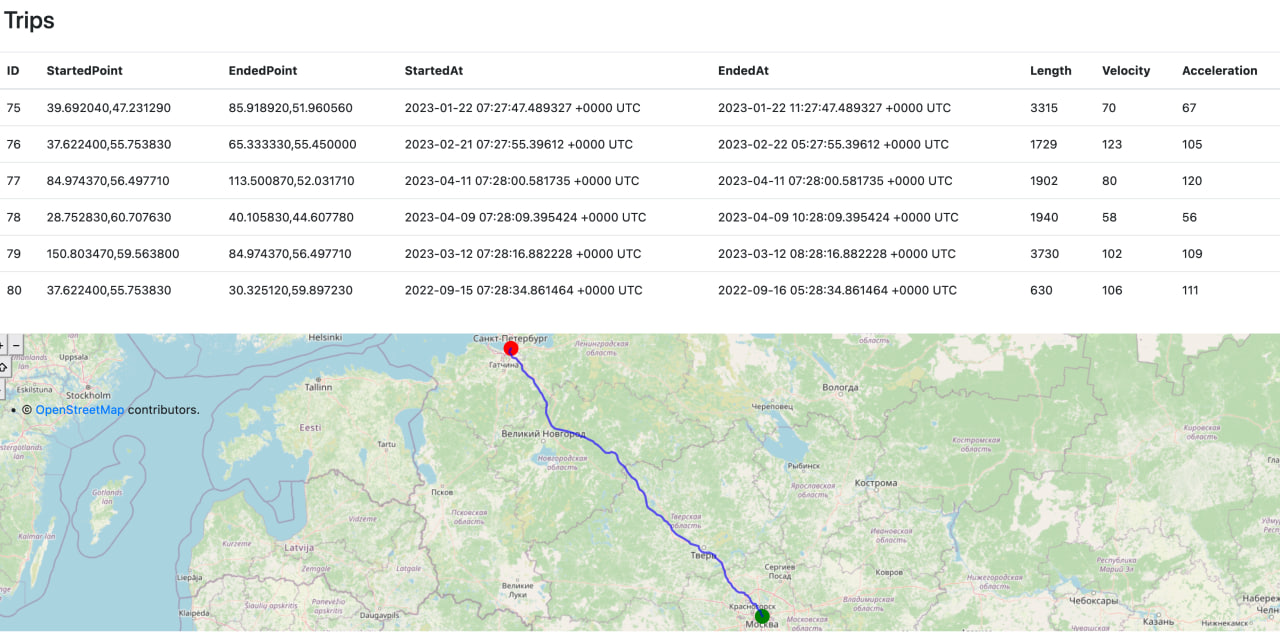 Trips
ID StartedPoint EndedPoint StartedAt EndedAt Length Velocity Acceleration
75 39.692040,47.231290 85.918920,51.960560 2023-01-22 07:27:47.489327 +0000 UTC 2023-01-22 11:27:47.489327 +0000 UTC 3315 70 67
76 37.622400,55.753830 65.333330,55.450000 2023-02-21 07:27:55.39612 +0000 UTC 2023-02-22 05:27:55.39612 +0000 UTC 1729 123 105
77 84.974370,56.497710 113.500870,52.031710 2023-04-11 07:28:00.581735 +0000 UTC 2023-04-11 07:28:00.581735 +0000 UTC 1902 80 120
78 28.752830,60.707630 40.105830,44.607780 2023-04-09 07:28:09.395424 +0000 UTC 2023-04-09 10:28:09.395424 +0000 UTC 1940 58 56
79 150.803470,59.563800 84.974370,56.497710 2023-03-12 07:28:16.882228 +0000 UTC 2023-03-12 08:28:16.882228 +0000 UTC 3730 102 109
80 37.622400,55.753830 30.325120,59.897230 2022-09-15 07:28:34.861464 +0000 UTC 2022-09-16 05:28:34.861464 +0000 UTC 630 106 111
Helsinki
Санкт-Петербург
Ленинградская
область
область
Uppsala
Гатчина
Eskilstuna
Stockholm
Tallinn
Вологда
© OpenStreetMap contributors.
Череповец
Eesti
Великий Новгород
Кировская
область
Tartu
Костромская
область
Новгородская
область
Рыбинск
Gotlands
län
Псков
Ярославская
область
Кострома
Псковская
область
Vidzeme
Тверская
область
Kalmar län
Ивановская
область
Kurzeme
Latvija
Тверь
Zemgale
Latgale
Сергиев
Посад
Республика
Марий Эл
Liepāja
Ковров
Нижегородская
область
Великие
Луки
Šiaulių apskritis
Panevėžio
apskritis
Красногорск
Владимирская
область
Чебоксары
Klaipėda
Daugavpils
Москва
Московская
область
Чувашия
Казань
Нижнекамск